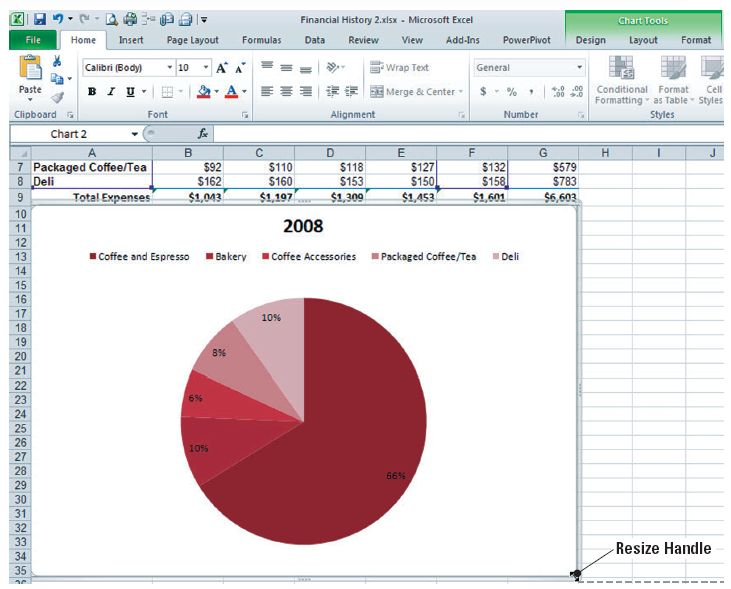 Financial History 2.xlsx - Microsoft Excel
Chart Tools
File Home Insert Page Layout Formulas Data Review View Add-Ins PowerPivot Design Layout Format
Calibri (Body) 10 A A Wrap Text General
Paste B I U A Merge & Center $ % , Conditional Formatting Format as Table Cell Styles
Clipboard Font Alignment Number Styles
Chart 2 fx
A B C D E F G H I J
7 Packaged Coffee/Tea $92 $110 $118 $127 $132 $579
8 Deli $162 $160 $153 $150 $158 $783
9 Total Expenses $1,043 $1,197 $1,309 $1,453 $1,601 $6,603
10
11
12
13
14
15
16
17
18
19
20
21
22
23
24
25
26
27
28
29
30
31
32
33
34
35
36
2008
Coffee and Espresso Bakery Coffee Accessories Packaged Coffee/Tea Deli
10%
8%
6%
10%
66%
Resize Handle